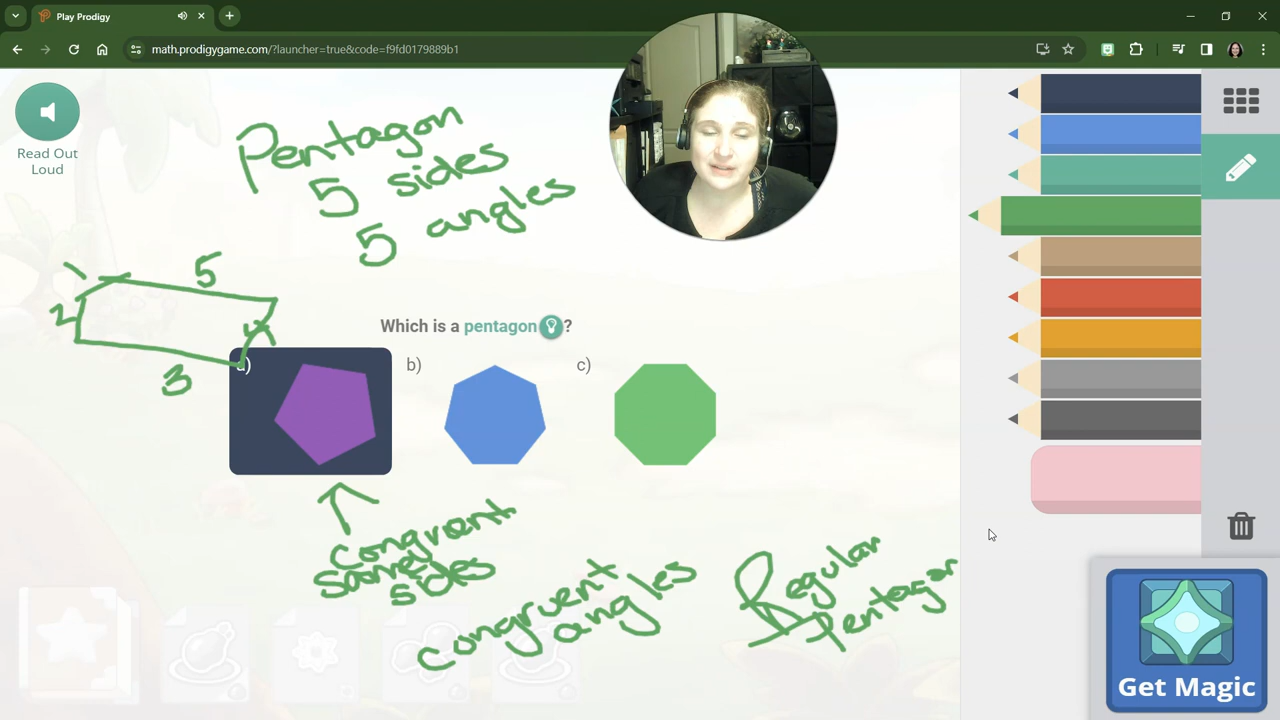 Play Prodigy
math.prodigygame.com/?launcher=true&code=f9fd0179889b1
Read Out
Loud
Pentagon
5 sides
5 angles
1
5
2
4
3
Which is a pentagon ?
a)
b)
c)
congruent
same
sides
congruent
angles
Regular
Pentagon
Get Magic